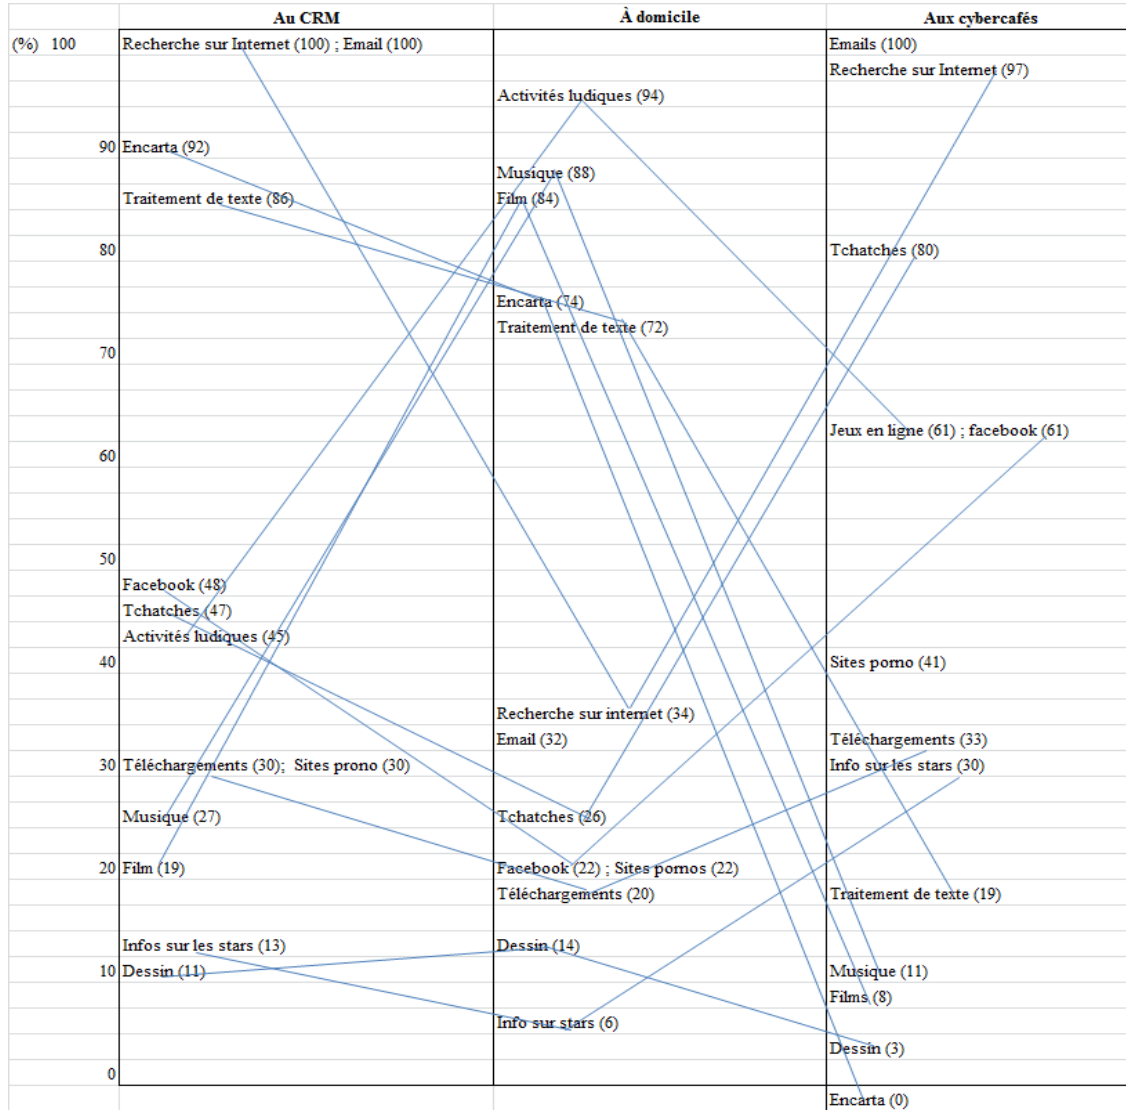 Au CRM À domicile Aux cybercafés
(%) 100 Recherche sur Internet (100) ; Email (100) Emails (100)
Recherche sur Internet (97)
Activités ludiques (94)
90 Encarta (92)
Musique (88)
Traitement de texte (86) Film (84)
80 Tchatches (80)
Encarta (74)
Traitement de texte (72)
70
Jeux en ligne (61) ; facebook (61)
60
50
Facebook (48)
Tchatches (47)
Activités ludiques (45)
40 Sites porno (41)
Recherche sur internet (34)
Email (32) Téléchargements (33)
30 Téléchargements (30); Sites prono (30) Info sur les stars (30)
Musique (27) Tchatches (26)
20 Film (19) Facebook (22) ; Sites pornos (22)
Téléchargements (20) Traitement de texte (19)
Infos sur les stars (13) Dessin (14)
10 Dessin (11) Musique (11)
Films (8)
Info sur stars (6)
Dessin (3)
0
Encarta (0)